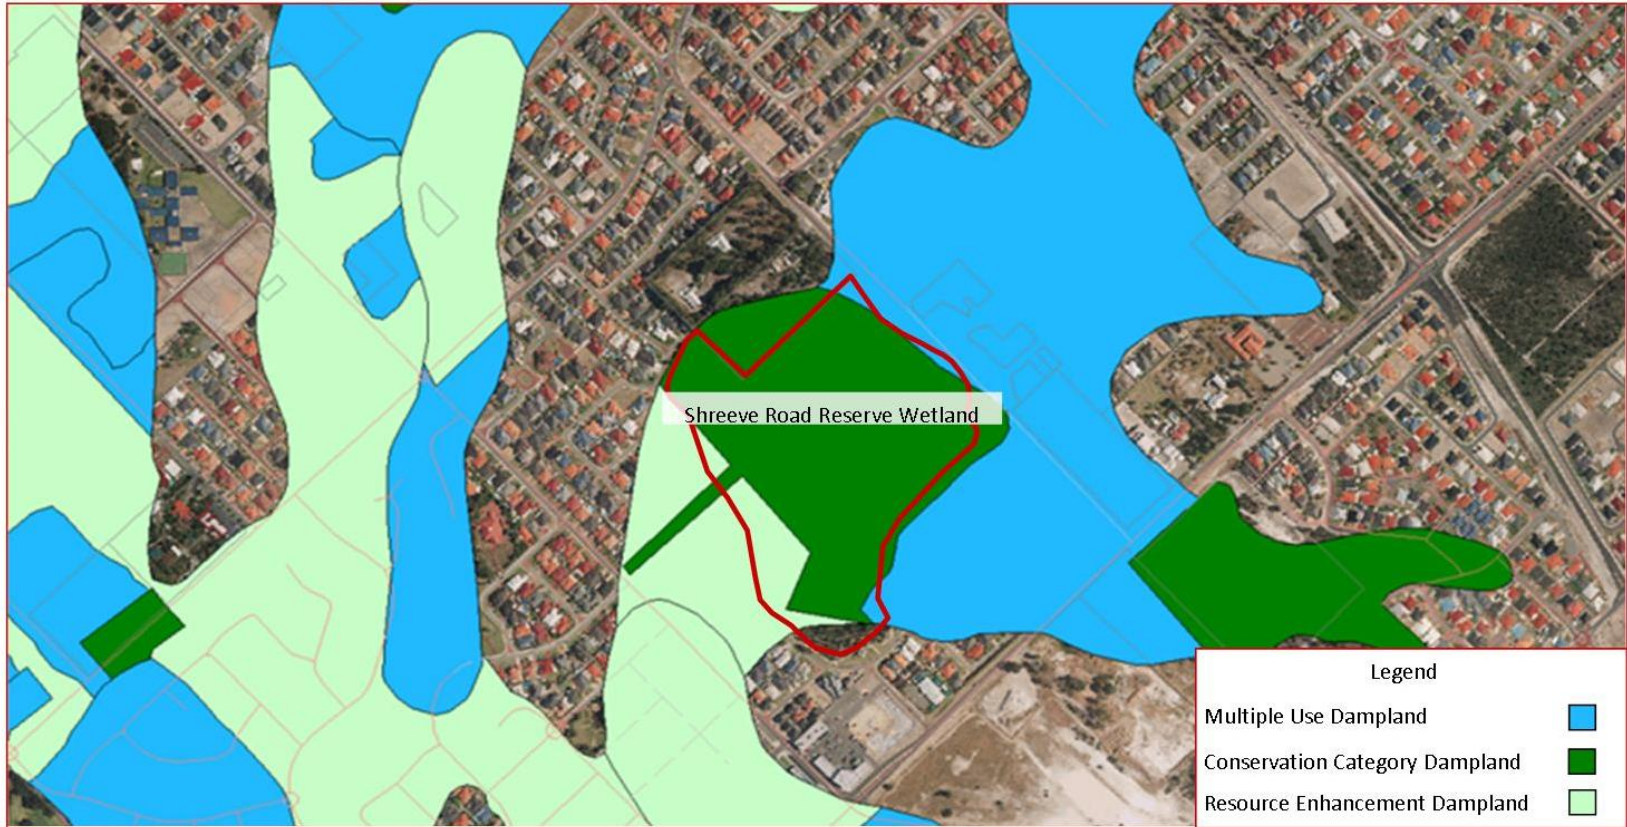 Shreeve Road Reserve Wetland
Legend
Multiple Use Dampland
Conservation Category Dampland
Resource Enhancement Dampland